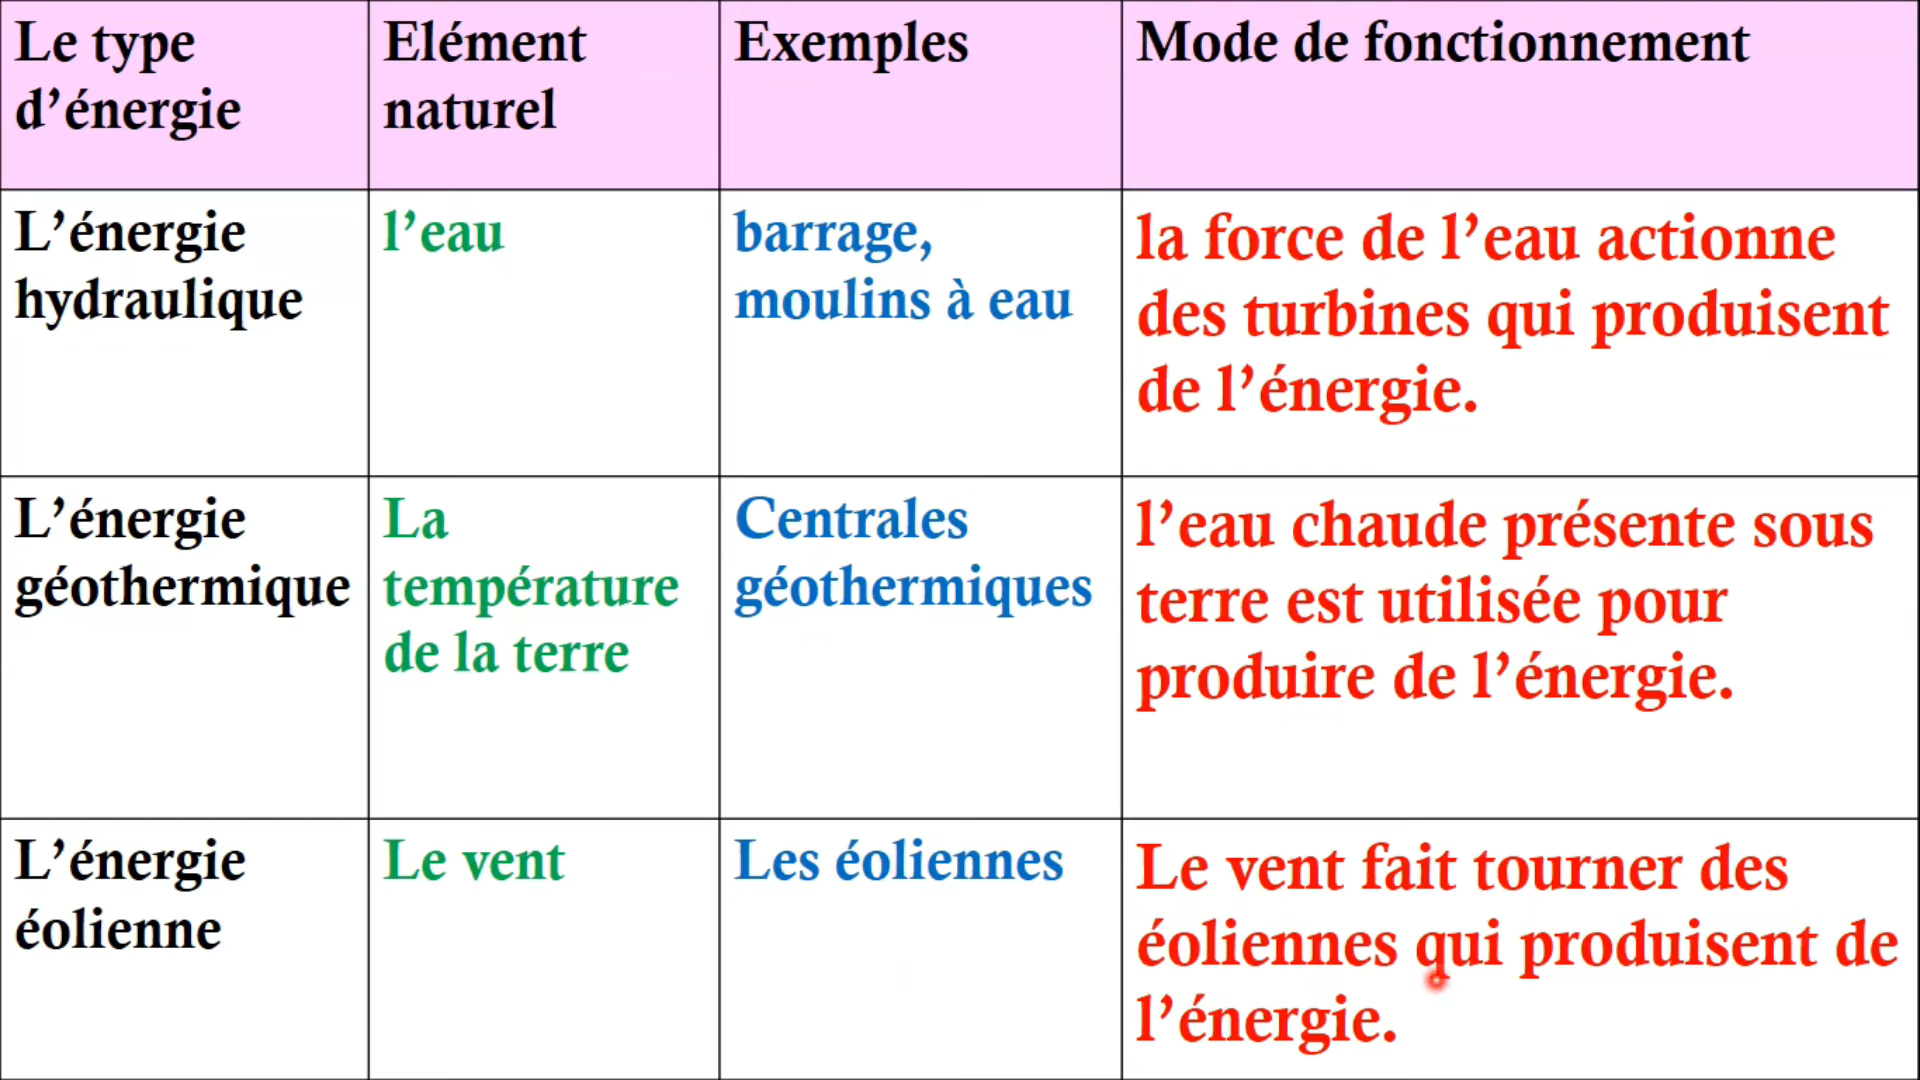 Le type
d’énergie
Elément
naturel
Exemples
Mode de fonctionnement
L’énergie
hydraulique
l’eau
barrage,
moulins à eau
la force de l’eau actionne
des turbines qui produisent
de l’énergie.
L’énergie
géothermique
La
température
de la terre
Centrales
géothermiques
l’eau chaude présente sous
terre est utilisée pour
produire de l’énergie.
L’énergie
éolienne
Le vent
Les éoliennes
Le vent fait tourner des
éoliennes qui produisent de
l’énergie.